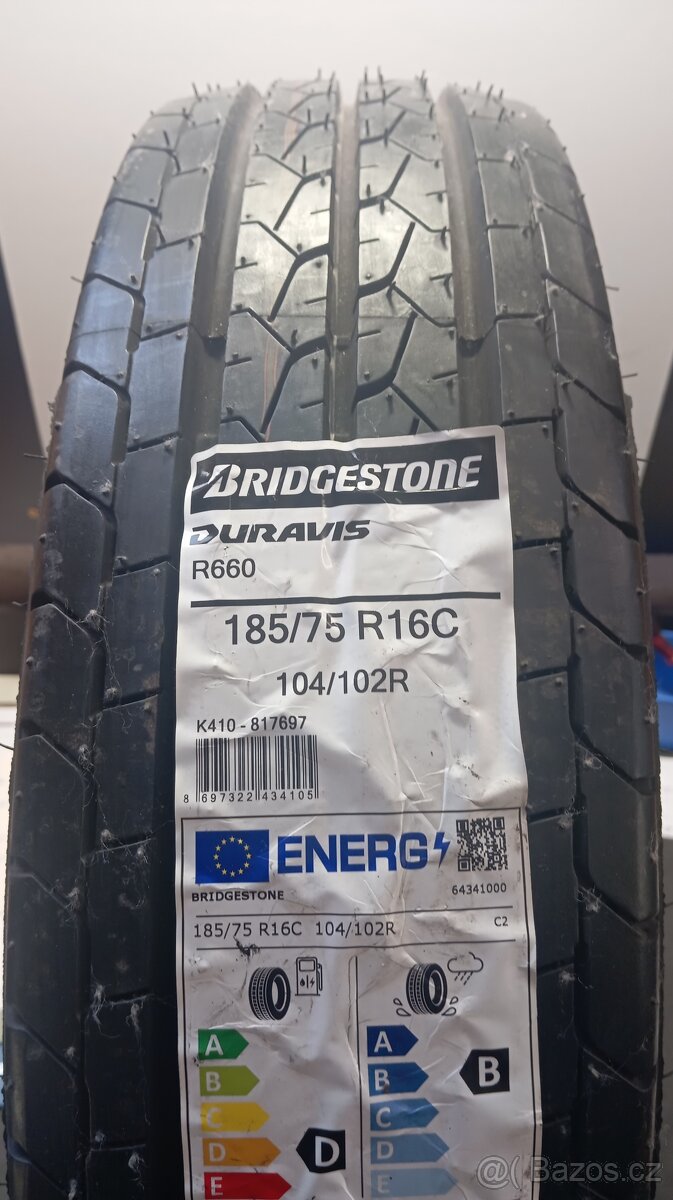 BRIDGESTONE
DURAVIS
R660
185/75 R16C
104/102R
K410 - 817697
8 697322 434105
ENERG
BRIDGESTONE
64341000
185/75 R16C 104/102R
C2
A A
B B B
C C
D D D
E E
@Bazos.cz